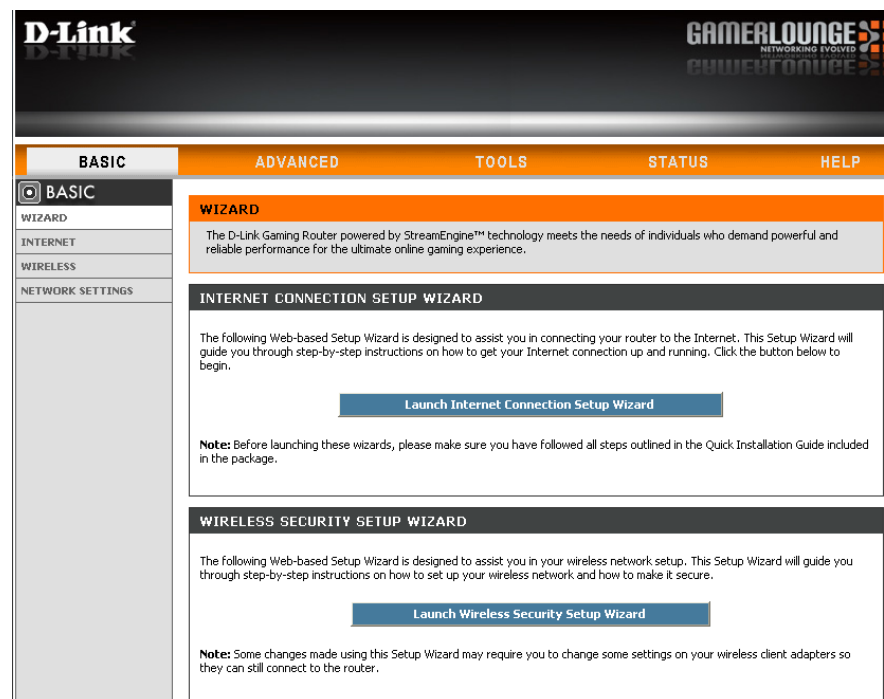 D-Link
GAMERLOUNGE
NETWORKING EVOLVED
BASIC
ADVANCED
TOOLS
STATUS
HELP
BASIC
WIZARD
INTERNET
WIRELESS
NETWORK SETTINGS
WIZARD
The D-Link Gaming Router powered by StreamEngine™ technology meets the needs of individuals who demand powerful and
reliable performance for the ultimate online gaming experience.
INTERNET CONNECTION SETUP WIZARD
The following Web-based Setup Wizard is designed to assist you in connecting your router to the Internet. This Setup Wizard will
guide you through step-by-step instructions on how to get your Internet connection up and running. Click the button below to
begin.
Launch Internet Connection Setup Wizard
Note: Before launching these wizards, please make sure you have followed all steps outlined in the Quick Installation Guide included
in the package.
WIRELESS SECURITY SETUP WIZARD
The following Web-based Setup Wizard is designed to assist you in your wireless network setup. This Setup Wizard will guide you
through step-by-step instructions on how to set up your wireless network and how to make it secure.
Launch Wireless Security Setup Wizard
Note: Some changes made using this Setup Wizard may require you to change some settings on your wireless client adapters so
they can still connect to the router.